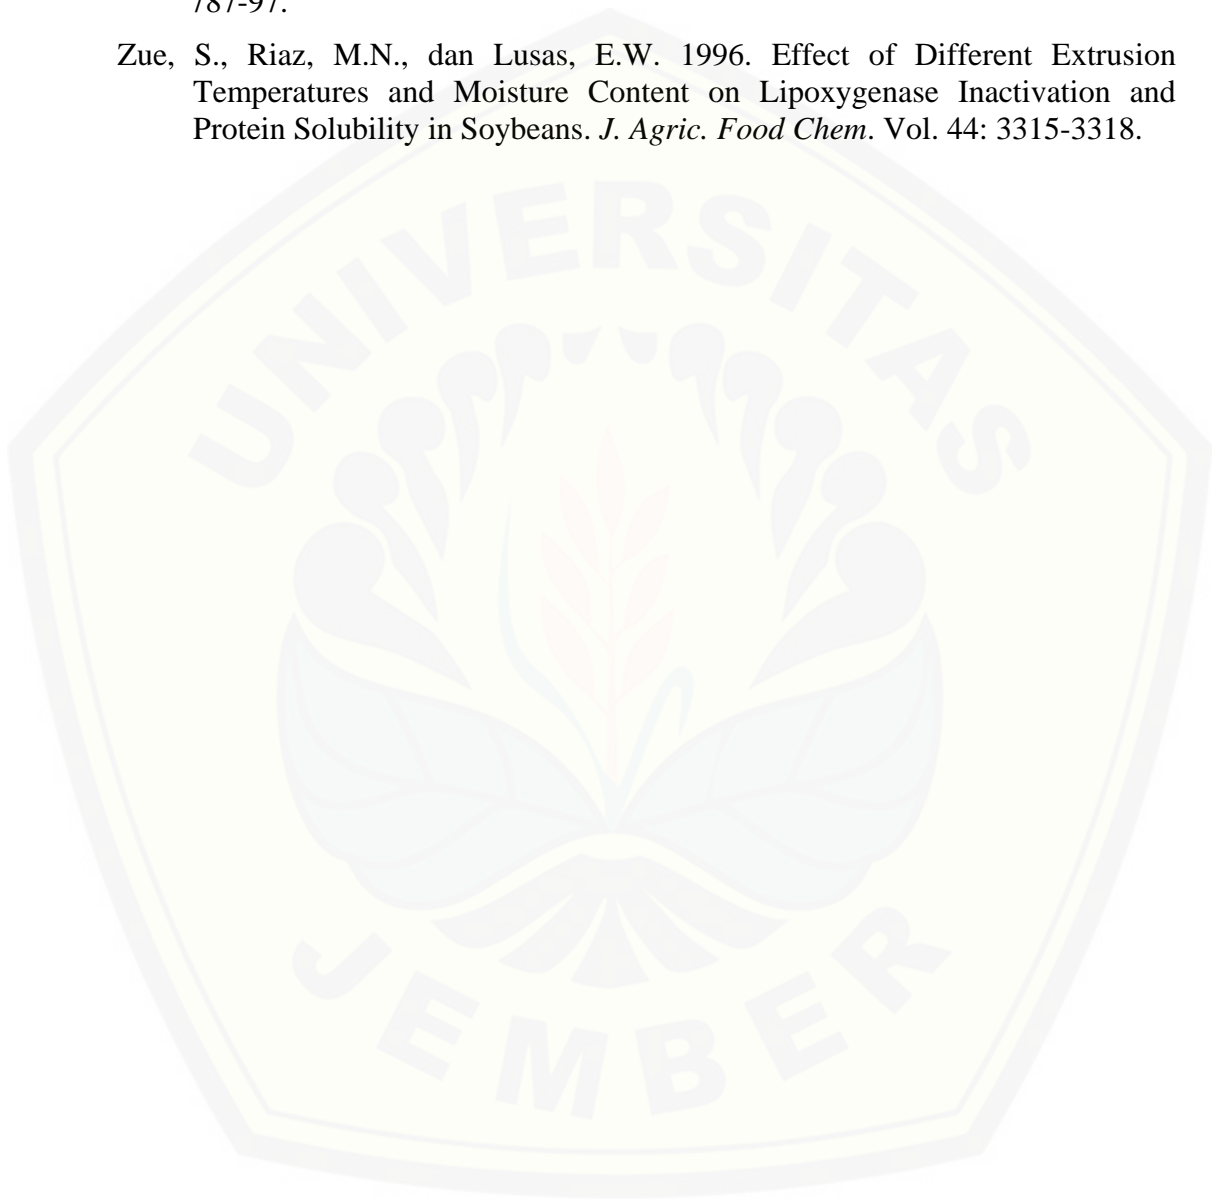 787-97.
Zue, S., Riaz, M.N., dan Lusas, E.W. 1996. Effect of Different Extrusion
Temperatures and Moisture Content on Lipoxygenase Inactivation and
Protein Solubility in Soybeans. J. Agric. Food Chem. Vol. 44: 3315-3318.
UNIVERSITAS
JEMBER